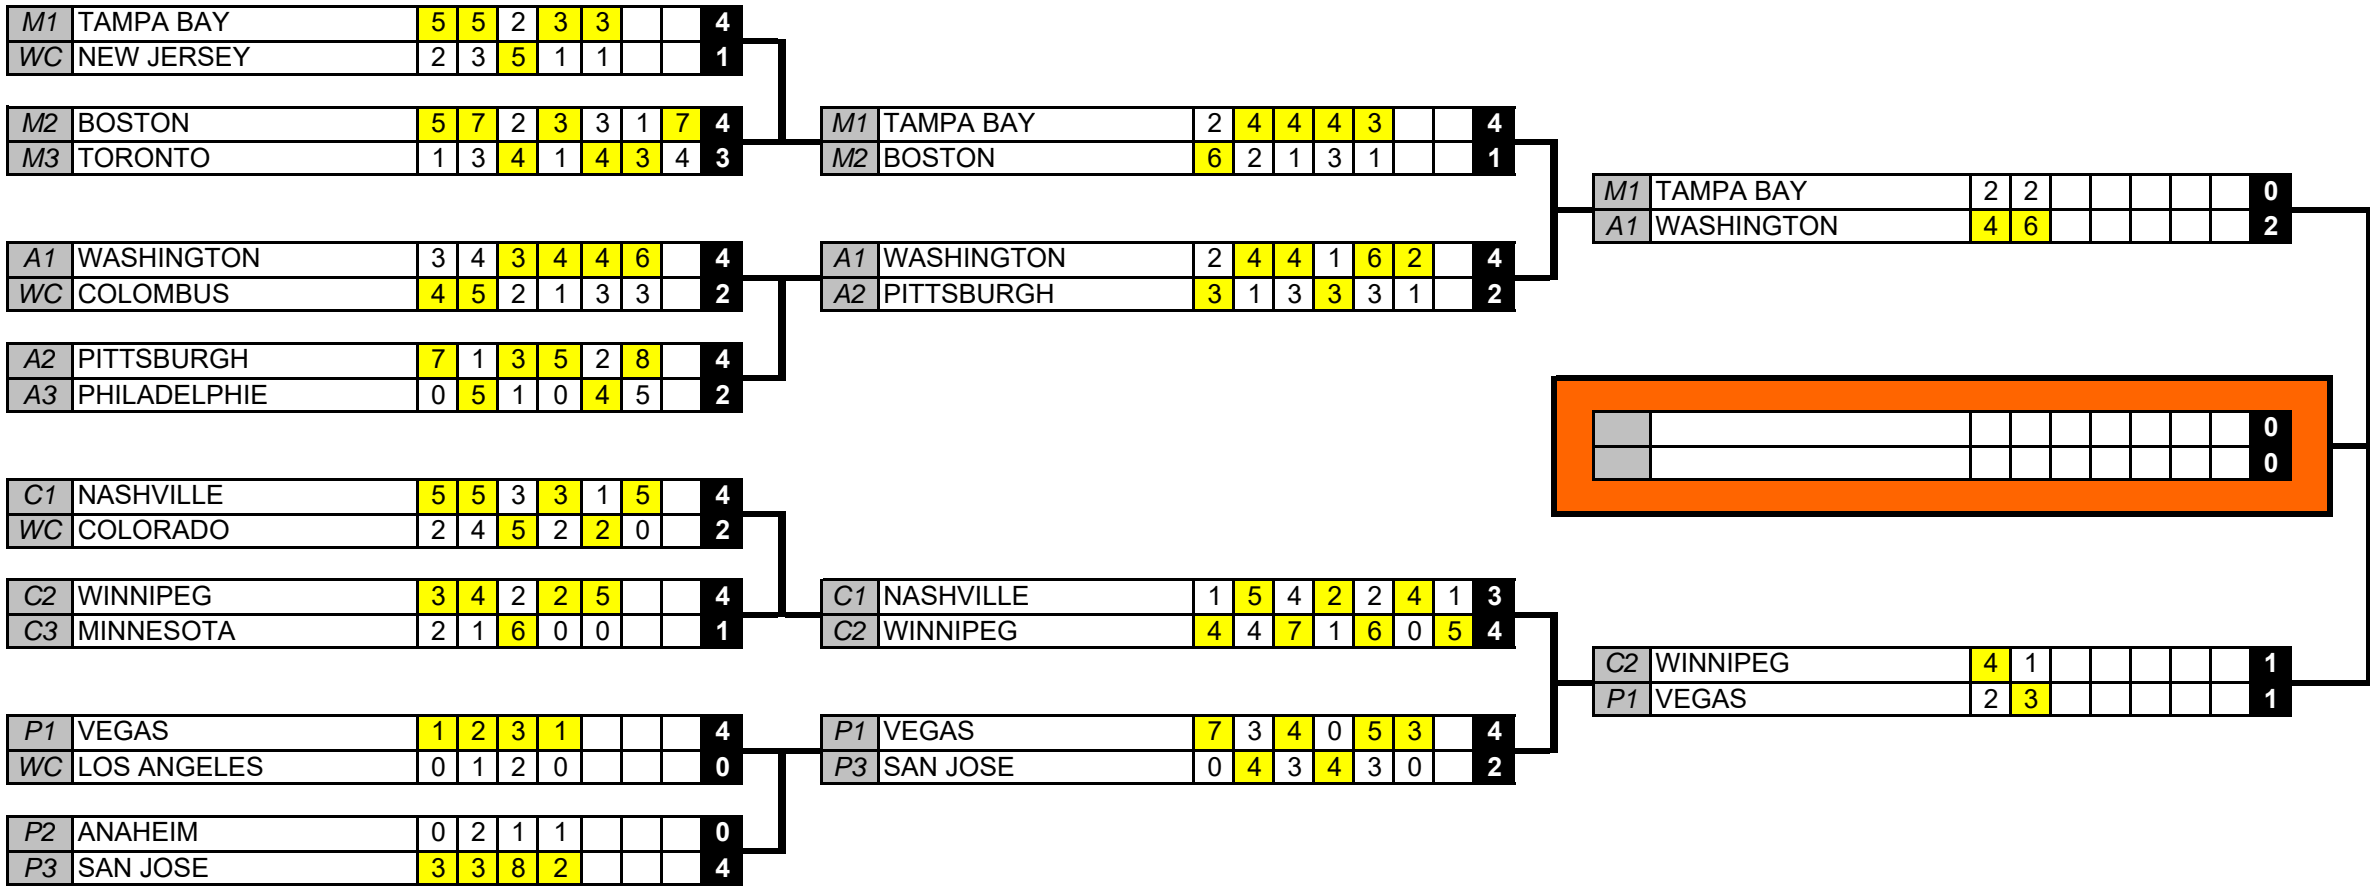 M1 TAMPA BAY 5 5 2 3 3 4
WC NEW JERSEY 2 3 5 1 1 1
M2 BOSTON 5 7 2 3 3 1 7 4
M3 TORONTO 1 3 4 1 4 3 4 3
A1 WASHINGTON 3 4 3 4 4 6 4
WC COLOMBUS 4 5 2 1 3 3 2
A2 PITTSBURGH 7 1 3 5 2 8 4
A3 PHILADELPHIE 0 5 1 0 4 5 2
C1 NASHVILLE 5 5 3 3 1 5 4
WC COLORADO 2 4 5 2 2 0 2
C2 WINNIPEG 3 4 2 2 5 4
C3 MINNESOTA 2 1 6 0 0 1
P1 VEGAS 1 2 3 1 4
WC LOS ANGELES 0 1 2 0 0
P2 ANAHEIM 0 2 1 1 0
P3 SAN JOSE 3 3 8 2 4
M1 TAMPA BAY 2 4 4 4 3 4
M2 BOSTON 6 2 1 3 1 1
A1 WASHINGTON 2 4 4 1 6 2 4
A2 PITTSBURGH 3 1 3 3 3 1 2
C1 NASHVILLE 1 5 4 2 2 4 1 3
C2 WINNIPEG 4 4 7 1 6 0 5 4
P1 VEGAS 7 3 4 0 5 3 4
P3 SAN JOSE 0 4 3 4 3 0 2
M1 TAMPA BAY 2 2 0
A1 WASHINGTON 4 6 2
0
0
C2 WINNIPEG 4 1 1
P1 VEGAS 2 3 1